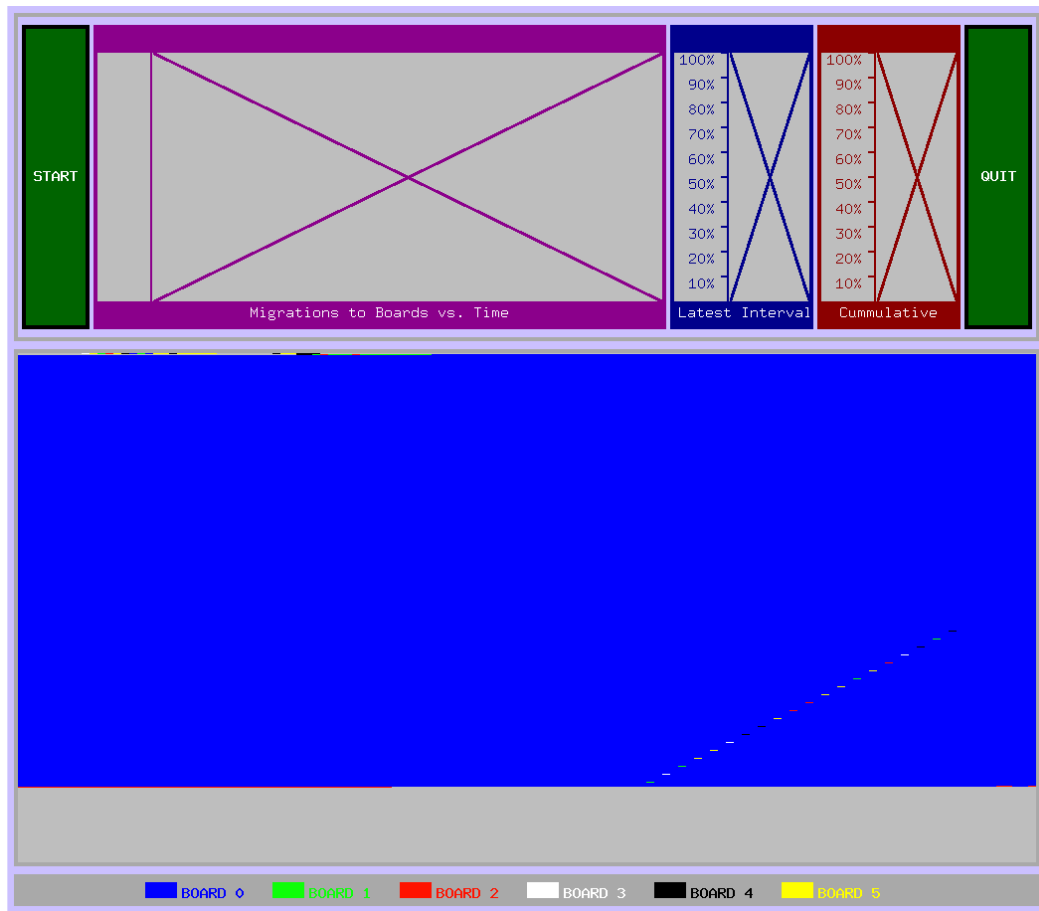 START
100%
90%
80%
70%
60%
50%
40%
30%
20%
10%
100%
90%
80%
70%
60%
50%
40%
30%
20%
10%
QUIT
Migrations to Boards vs. Time
Latest Interval
Cummulative
BOARD 0
BOARD 1
BOARD 2
BOARD 3
BOARD 4
BOARD 5